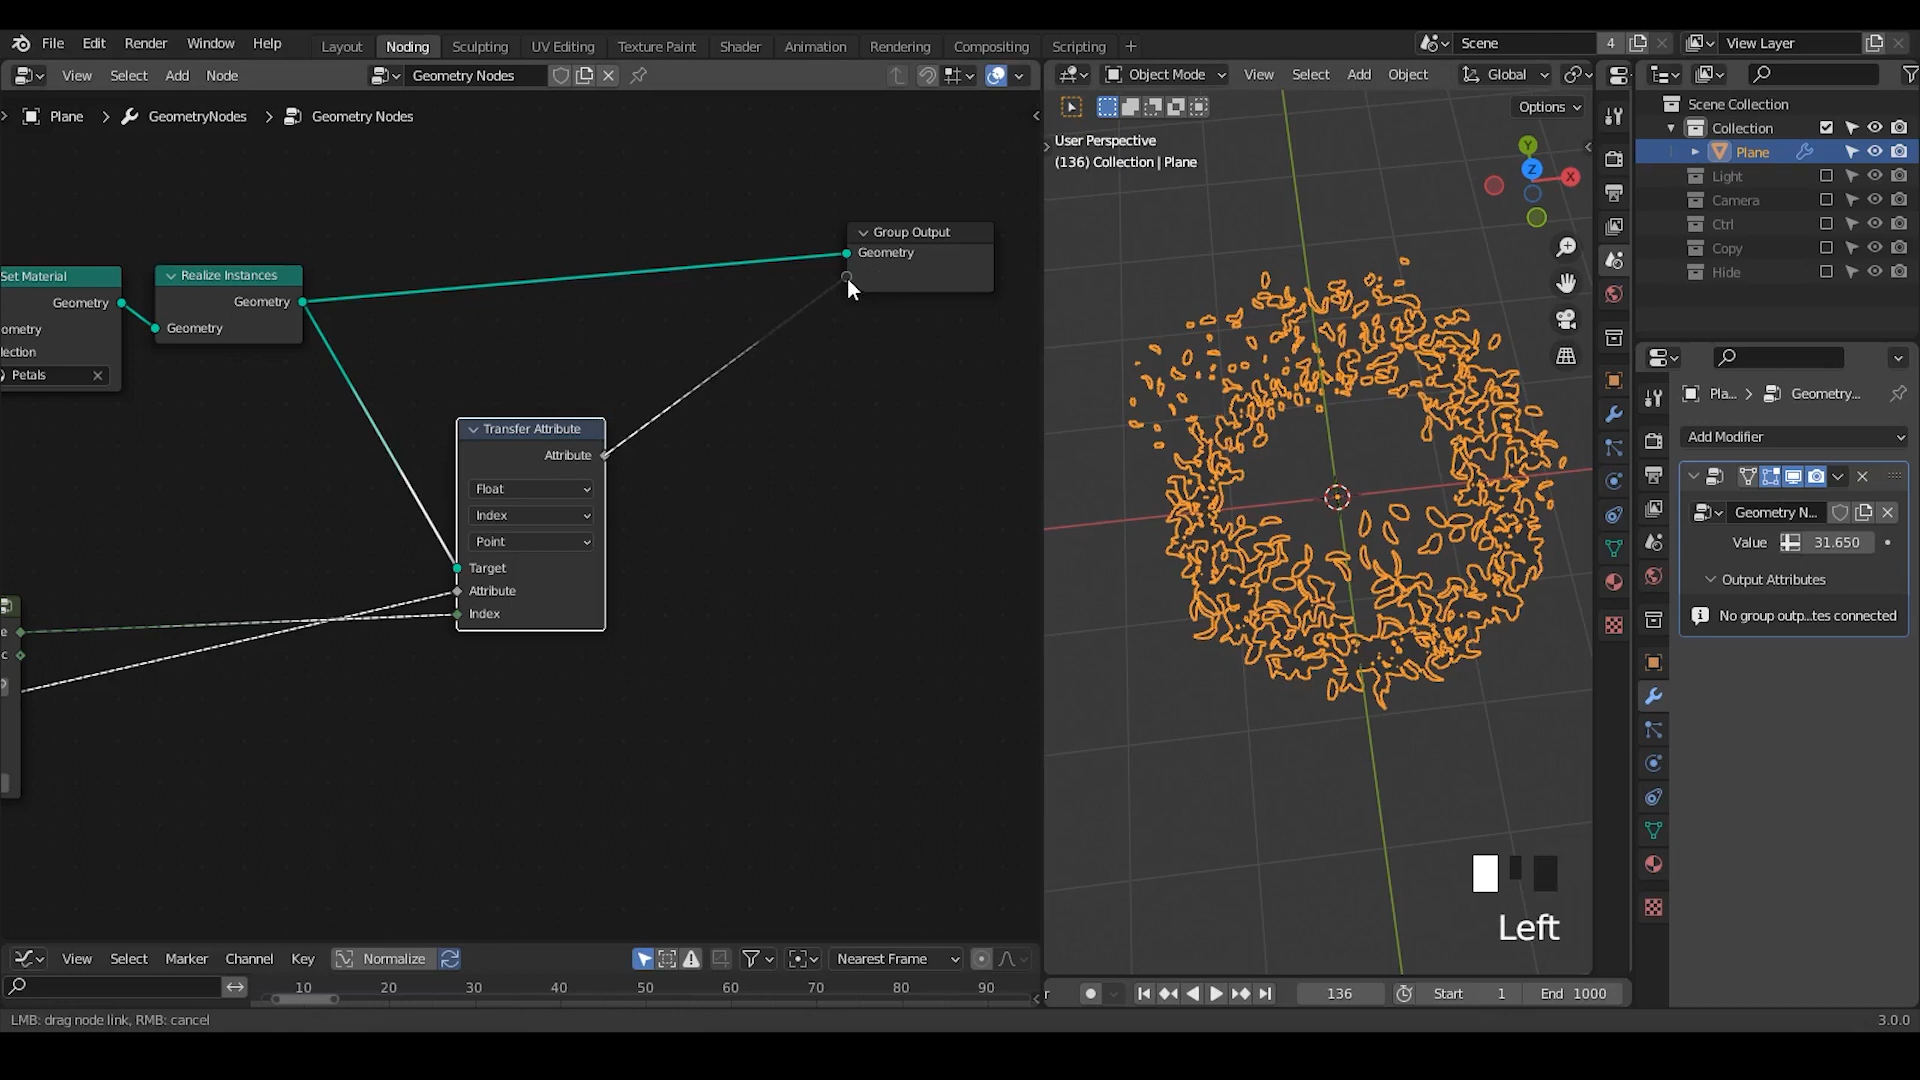 File Edit Render Window Help Layout Noding Sculpting UV Editing Texture Paint Shader Animation Rendering Compositing Scripting + Scene 4 View Layer
View Select Add Node Geometry Nodes Object Mode View Select Add Object Global
Plane > GeometryNodes > Geometry Nodes
Options
User Perspective
(136) Collection | Plane
Y
Z
X
Scene Collection
Collection
Plane
Light
Camera
Ctrl
Copy
Hide
Set Material
Geometry
ometry
lection
Petals
Realize Instances
Geometry
Geometry
Group Output
Geometry
Transfer Attribute
Attribute
Float
Index
Point
Target
Attribute
Index
e
c
Pla... > Geometry...
Add Modifier
Geometry N...
Value 31.650
Output Attributes
No group outp...tes connected
Left
View Select Marker Channel Key Normalize Nearest Frame
10 20 30 40 50 60 70 80 90
r 136 Start 1 End 1000
LMB: drag node link, RMB: cancel
3.0.0